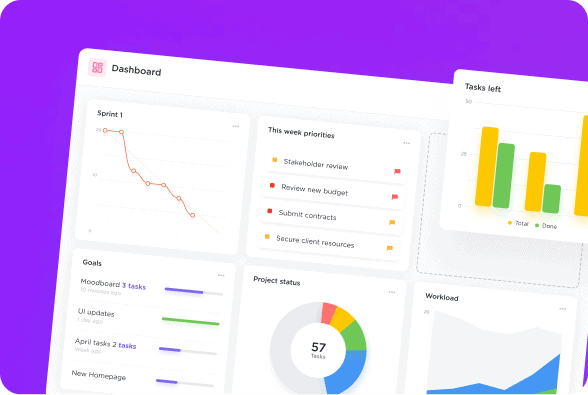 Dashboard
Tasks left
50
25
0
Total
Done
Sprint 1
20
10
0
This week priorities
Stakeholder review
Review new budget
Submit contracts
Secure client resources
Goals
Moodboard 3 tasks
10 minutes ago
UI updates
1 day ago
April tasks 2 tasks
Week ago
New Homepage
Project status
57
Tasks
Workload